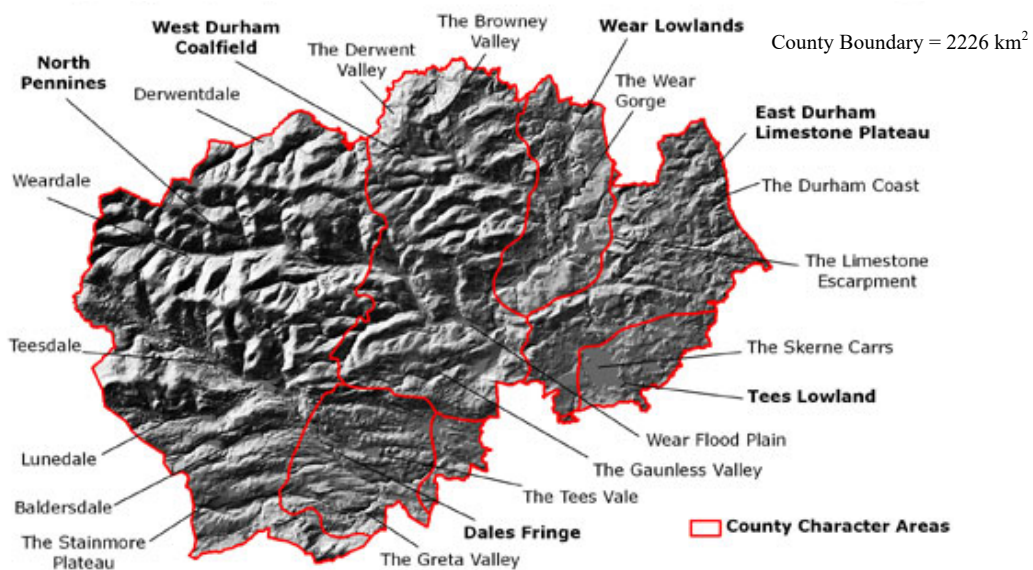 West Durham
Coalfield
The Browney
Valley
Wear Lowlands
County Boundary = 2226 km²
The Derwent
Valley
North
Pennines
The Wear
Gorge
Derwentdale
East Durham
Limestone Plateau
Weardale
The Durham Coast
The Limestone
Escarpment
Teesdale
The Skerne Carrs
Tees Lowland
Wear Flood Plain
Lunedale
The Gaunless Valley
The Tees Vale
Baldersdale
Dales Fringe
County Character Areas
The Stainmore
Plateau
The Greta Valley